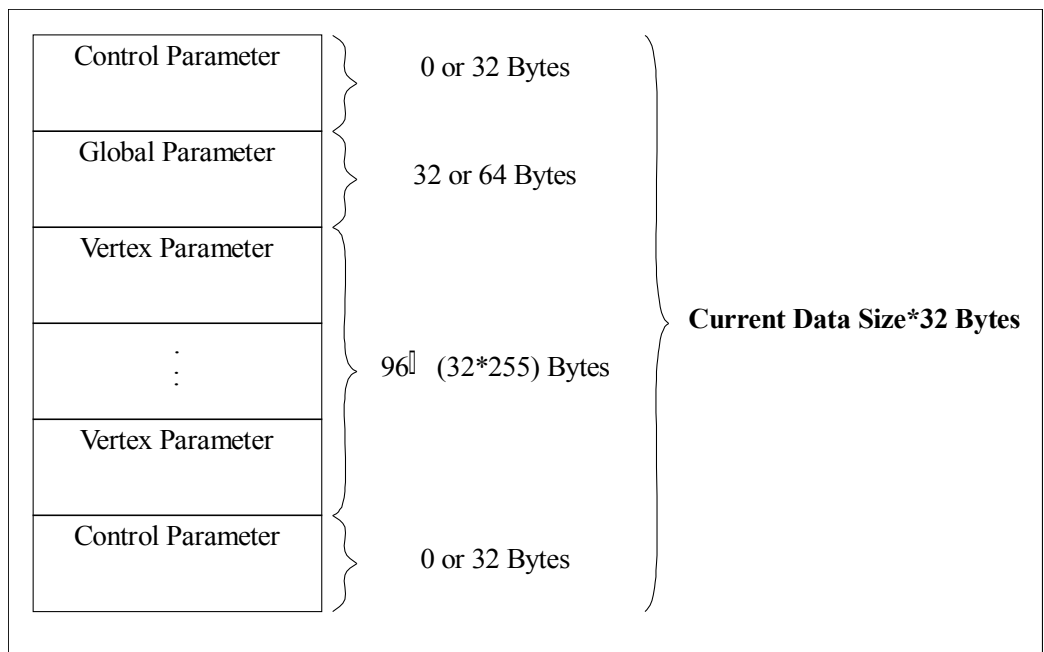 Control Parameter
0 or 32 Bytes
Global Parameter
32 or 64 Bytes
Vertex Parameter
Current Data Size*32 Bytes
96▯ (32*255) Bytes
Vertex Parameter
Control Parameter
0 or 32 Bytes